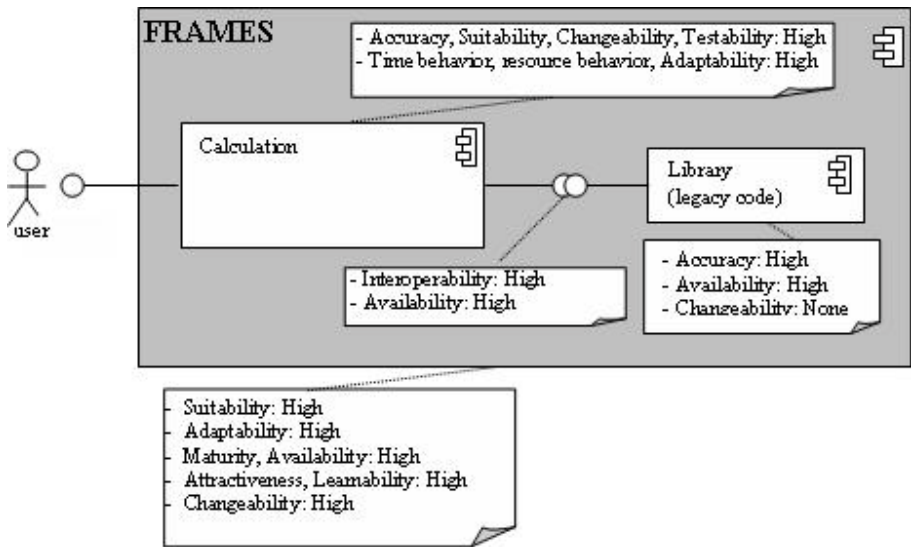 FRAMES
- Accuracy, Suitability, Changeability, Testability: High
- Time behavior, resource behavior, Adaptability: High
Calculation
Library
(legacy code)
user
- Interoperability: High
- Availability: High
- Accuracy: High
- Availability: High
- Changeability: None
- Suitability: High
- Adaptability: High
- Maturity, Availability: High
- Attractiveness, Learnability: High
- Changeability: High